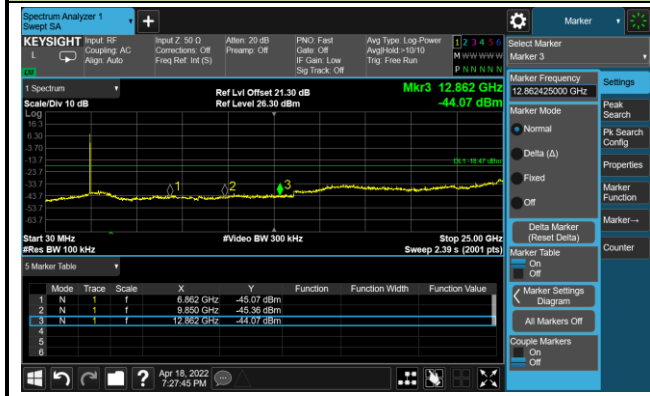 Spectrum Analyzer 1
Swept SA
Marker
KEYSIGHT Input: RF Input Z: 50 Ω Atten: 20 dB PNO: Fast Avg Type: Log-Power 1 2 3 4 5 6
L Coupling: AC Corrections: Off Preamp: Off Gate: Off Avg|Hold:>10/10 M W W W W W
Align: Auto Freq Ref: Int (S) IF Gain: Low Trig: Free Run
Sig Track: Off P N N N N N
Select Marker
Marker 3
1 Spectrum
Scale/Div 10 dB
Ref Lvl Offset 21.30 dB
Ref Level 26.30 dBm
Mkr3 12.862 GHz
-44.07 dBm
Log
16.3
6.30
-3.70
-13.7
-23.7
-33.7
-43.7
-53.7
-63.7
DL1 -18.47 dBm
1
2
3
Start 30 MHz #Video BW 300 kHz Stop 25.00 GHz
#Res BW 100 kHz Sweep 2.39 s (2001 pts)
5 Marker Table
Mode Trace Scale X Y Function Function Width Function Value
1 N 1 f 6.862 GHz -45.07 dBm
2 N 1 f 9.850 GHz -45.36 dBm
3 N 1 f 12.862 GHz -44.07 dBm
4
5
6
Apr 18, 2022
7:27:45 PM
Marker Frequency
12.862425000 GHz
Marker Mode
Normal
Delta (Δ)
Fixed
Off
Delta Marker
(Reset Delta)
Marker Table
On
Off
Marker Settings
Diagram
All Markers Off
Couple Markers
On
Off
Settings
Peak
Search
Pk Search
Config
Properties
Marker
Function
Marker→
Counter